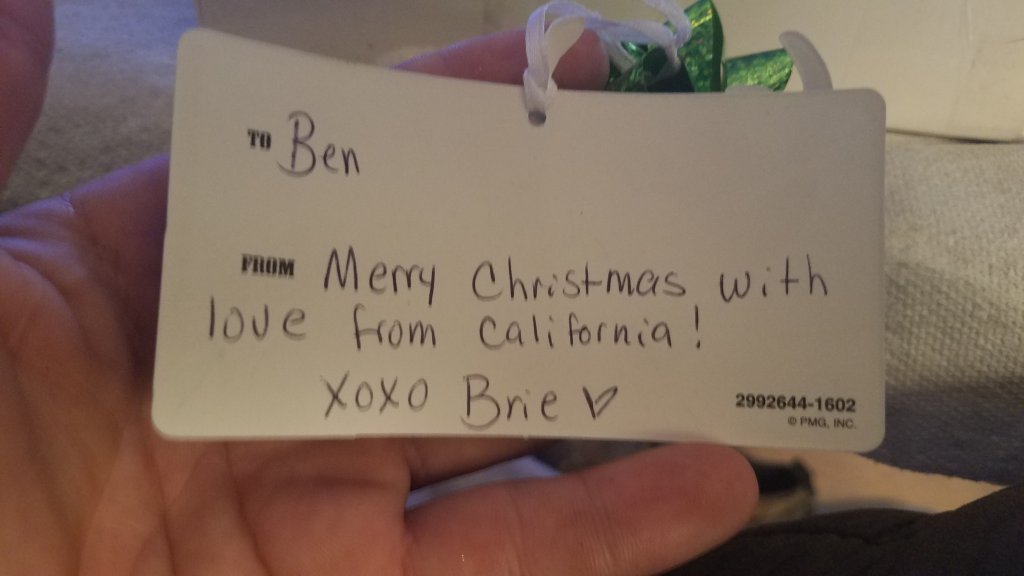 TO Ben
FROM Merry Christmas with
love from California!
XOXO Brie ♡
2992644-1602
© PMG, INC.